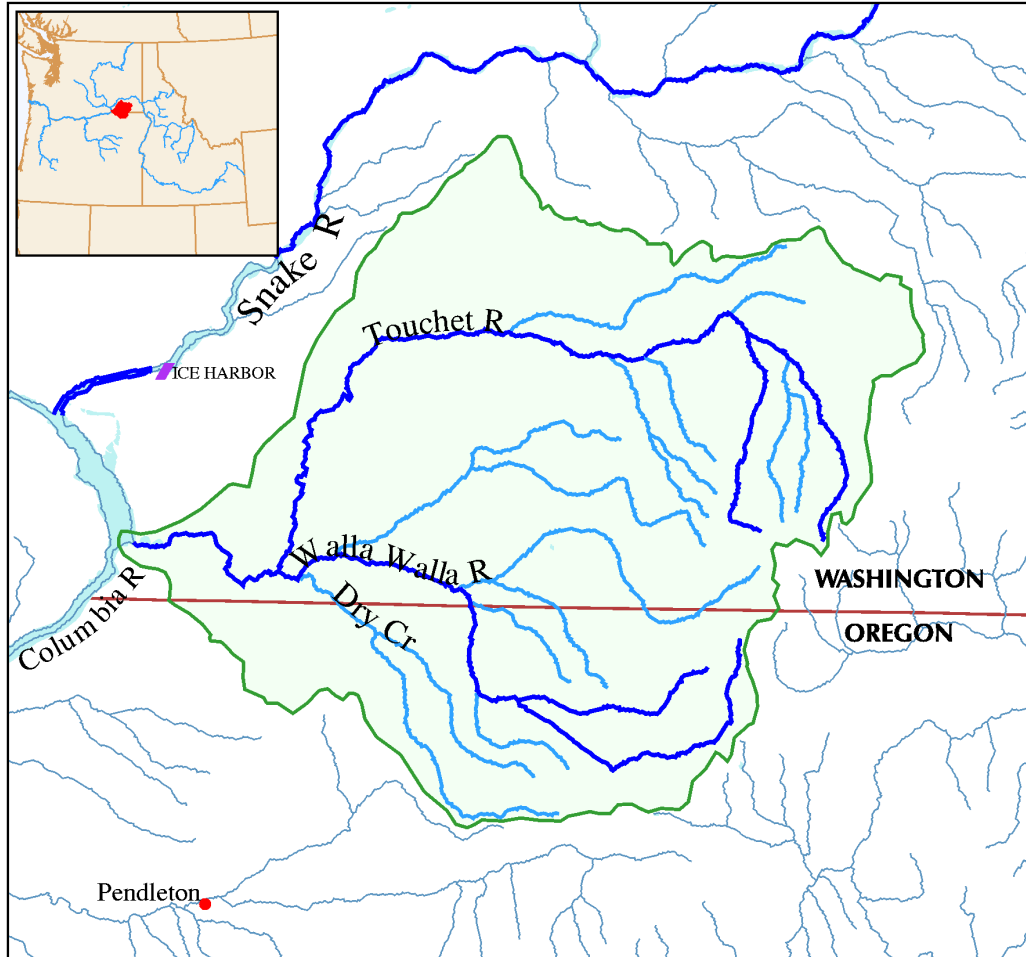 Snake R
Touchet R
ICE HARBOR
Walla Walla R
Columbia R
Dry Cr
WASHINGTON
OREGON
Pendleton